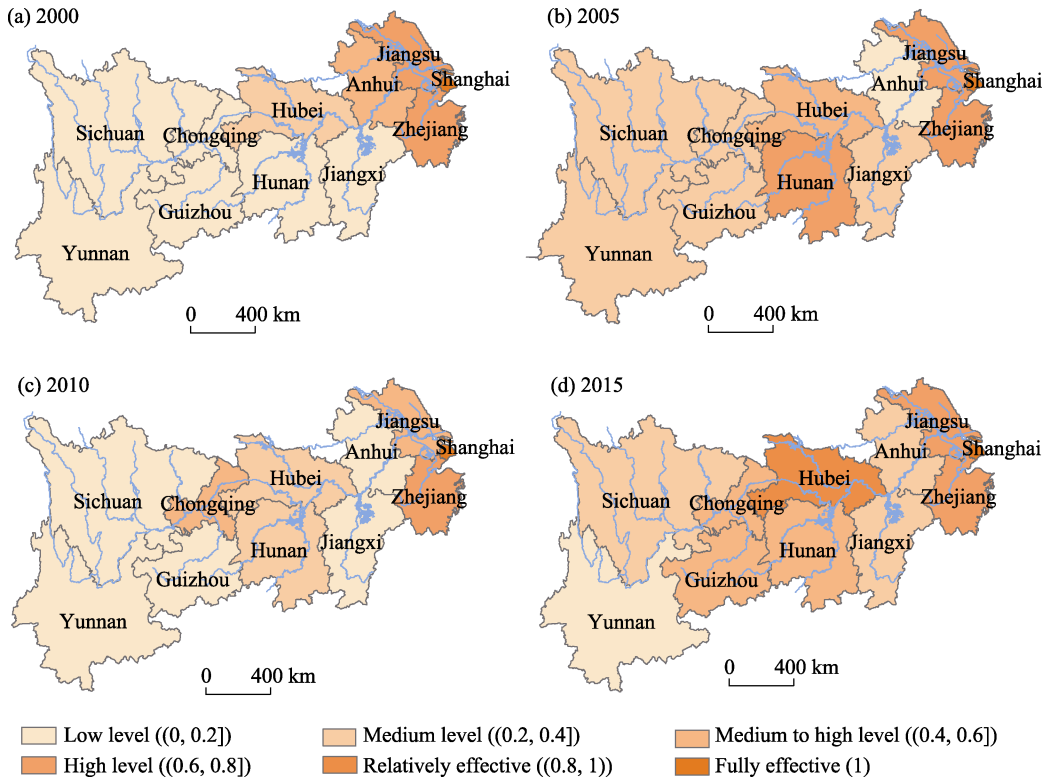 (a) 2000
Jiangsu
Anhui
Shanghai
Hubei
Zhejiang
Sichuan
Chongqing
Hunan
Jiangxi
Guizhou
Yunnan
0 400 km
(b) 2005
Jiangsu
Anhui
Shanghai
Hubei
Zhejiang
Sichuan
Chongqing
Hunan
Jiangxi
Guizhou
Yunnan
0 400 km
(c) 2010
Jiangsu
Anhui
Shanghai
Hubei
Zhejiang
Sichuan
Chongqing
Hunan
Jiangxi
Guizhou
Yunnan
0 400 km
(d) 2015
Jiangsu
Anhui
Shanghai
Hubei
Zhejiang
Sichuan
Chongqing
Hunan
Jiangxi
Guizhou
Yunnan
0 400 km
Low level ((0, 0.2])
Medium level ((0.2, 0.4])
Medium to high level ((0.4, 0.6])
High level ((0.6, 0.8])
Relatively effective ((0.8, 1))
Fully effective (1)